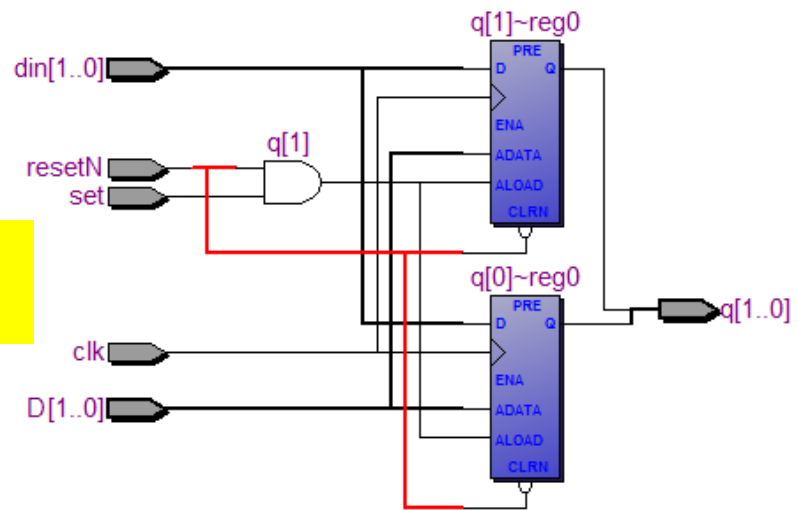 q[1]~reg0
din[1..0]
PRE
D Q
ENA
ADATA
ALOAD
CLRN
resetN
set
q[1]
q[0]~reg0
PRE
D Q
ENA
ADATA
ALOAD
CLRN
clk
D[1..0]
q[1..0]